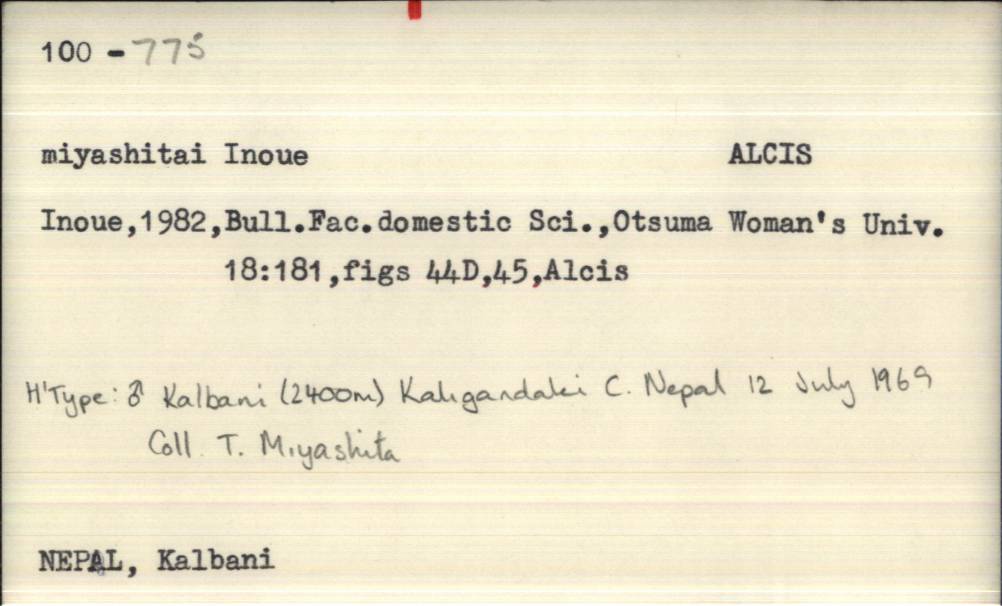 100 - 775
miyashitai Inoue ALCIS
Inoue,1982,Bull.Fac.domestic Sci.,Otsuma Woman's Univ.
18:181,figs 44D,45,Alcis
H'Type: ♂ Kalbani (2400m) Kaligandaki C. Nepal 12 July 1969
Coll. T. Miyashita
NEPAL, Kalbani